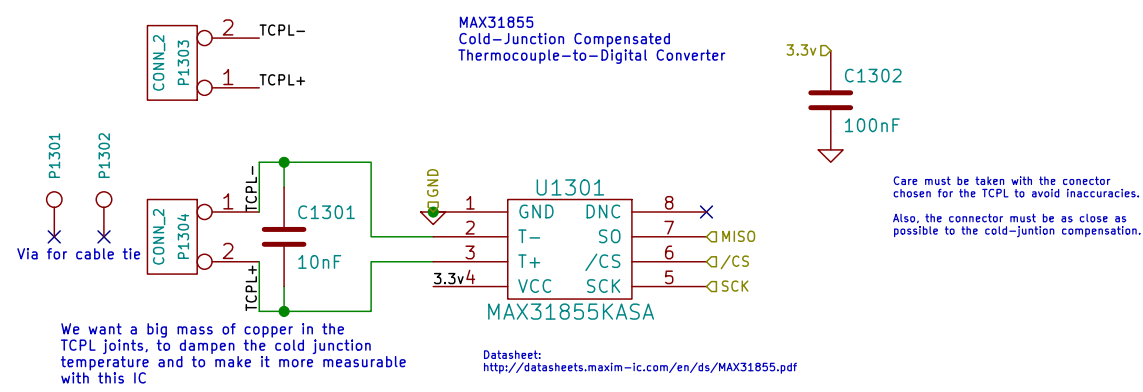 MAX31855
Cold-Junction Compensated
Thermocouple-to-Digital Converter
CONN_2
P1303
2
TCPL-
1
TCPL+
3.3v
C1302
100nF
P1301
P1302
Via for cable tie
CONN_2
P1304
1
TCPL-
2
TCPL+
C1301
10nF
GND
U1301
1
GND
DNC
8
2
T-
SO
7
MISO
3
T+
/CS
6
/CS
3.3v
4
VCC
SCK
5
SCK
MAX31855KASA
Care must be taken with the conector
chosen for the TCPL to avoid inaccuracies.
Also, the connector must be as close as
possible to the cold-juntion compensation.
We want a big mass of copper in the
TCPL joints, to dampen the cold junction
temperature and to make it more measurable
with this IC
Datasheet:
http://datasheets.maxim-ic.com/en/ds/MAX31855.pdf